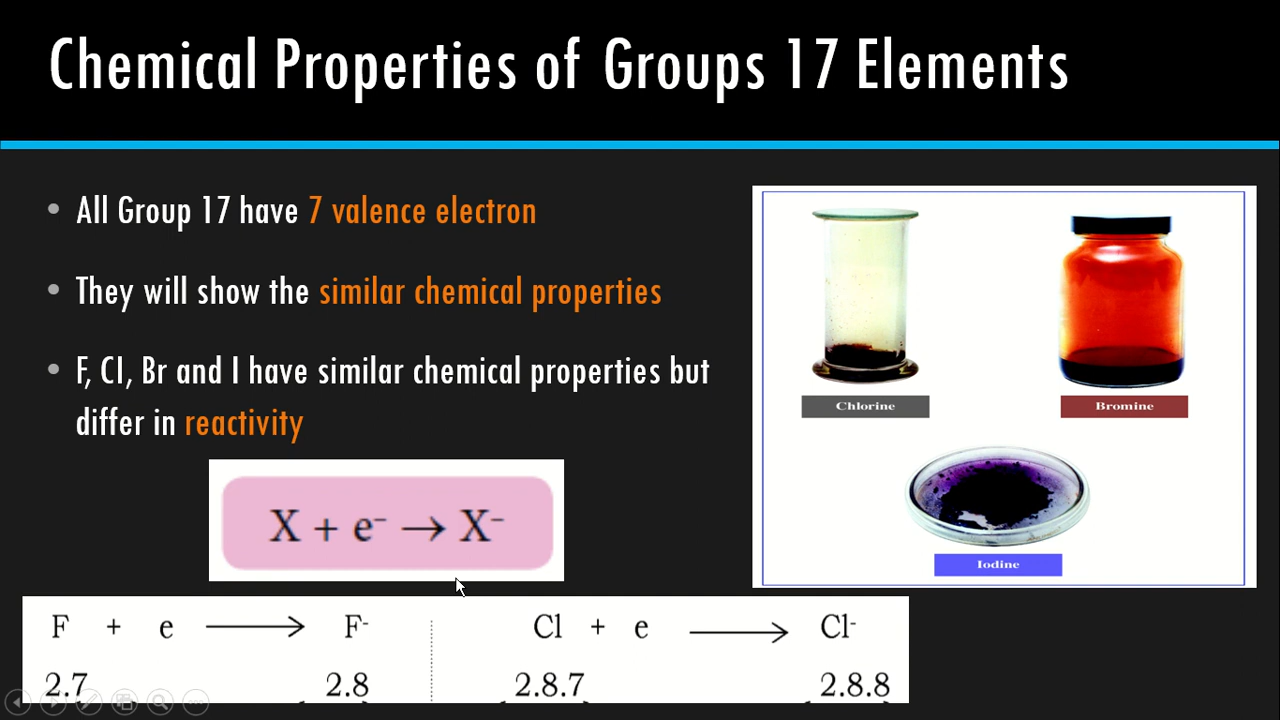 Chemical Properties of Groups 17 Elements
• All Group 17 have 7 valence electron
• They will show the similar chemical properties
• F, Cl, Br and I have similar chemical properties but
differ in reactivity
X + e⁻ → X⁻
Chlorine
Bromine
Iodine
F + e ⟶ F⁻ Cl + e ⟶ Cl⁻
2.7 2.8 2.8.7 2.8.8